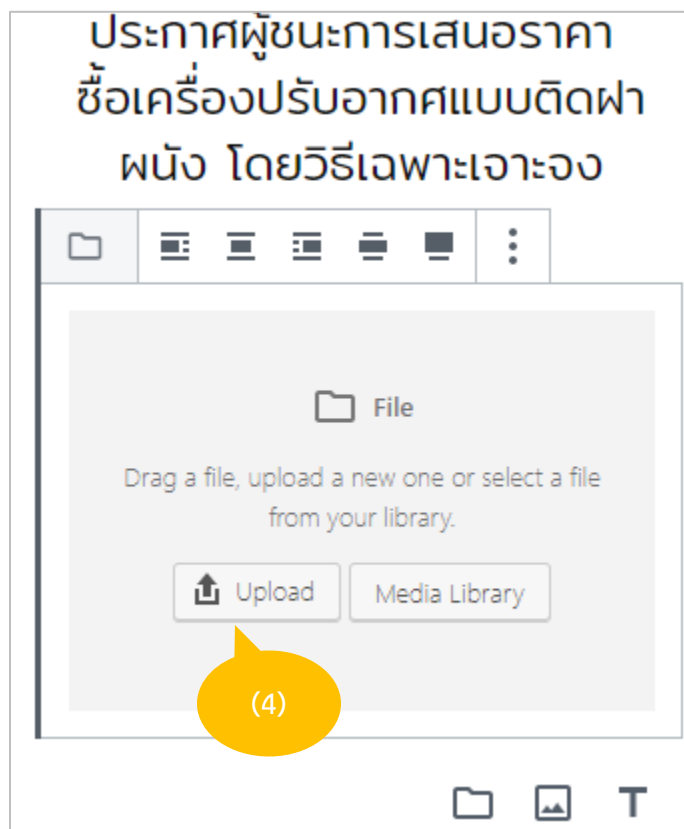 ประกาศผู้ชนะการเสนอราคา
ซื้อเครื่องปรับอากาศแบบติดฝา
ผนัง โดยวิธีเฉพาะเจาะจง
File
Drag a file, upload a new one or select a file
from your library.
Upload Media Library
(4)
T